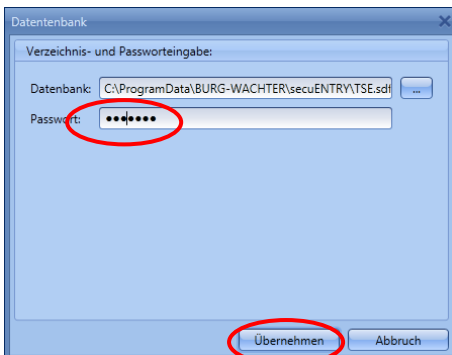 Datentenbank
Verzeichnis- und Passworteingabe:
Datenbank: C:\ProgramData\BURG-WACHTER\secuENTRY\TSE.sdf ...
Passwort: •••••••
Übernehmen Abbruch